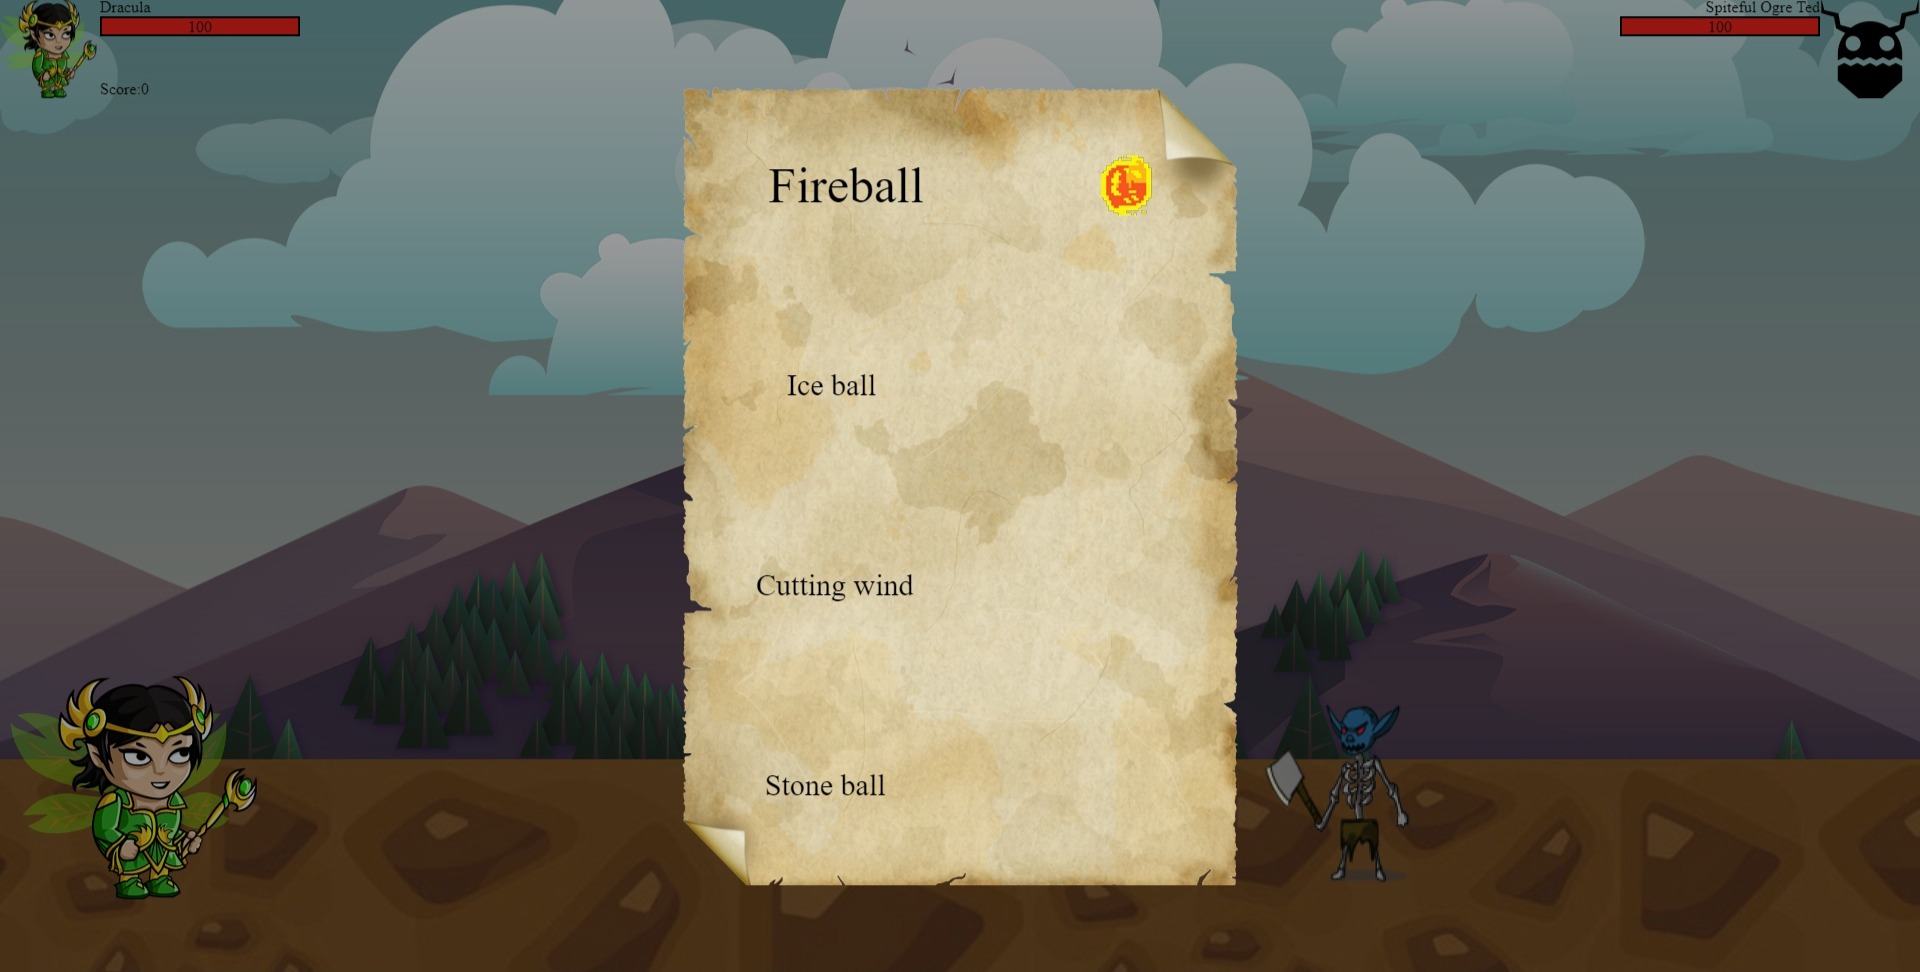 Dracula
100
Score:0
Spiteful Ogre Ted
100
Fireball
Ice ball
Cutting wind
Stone ball